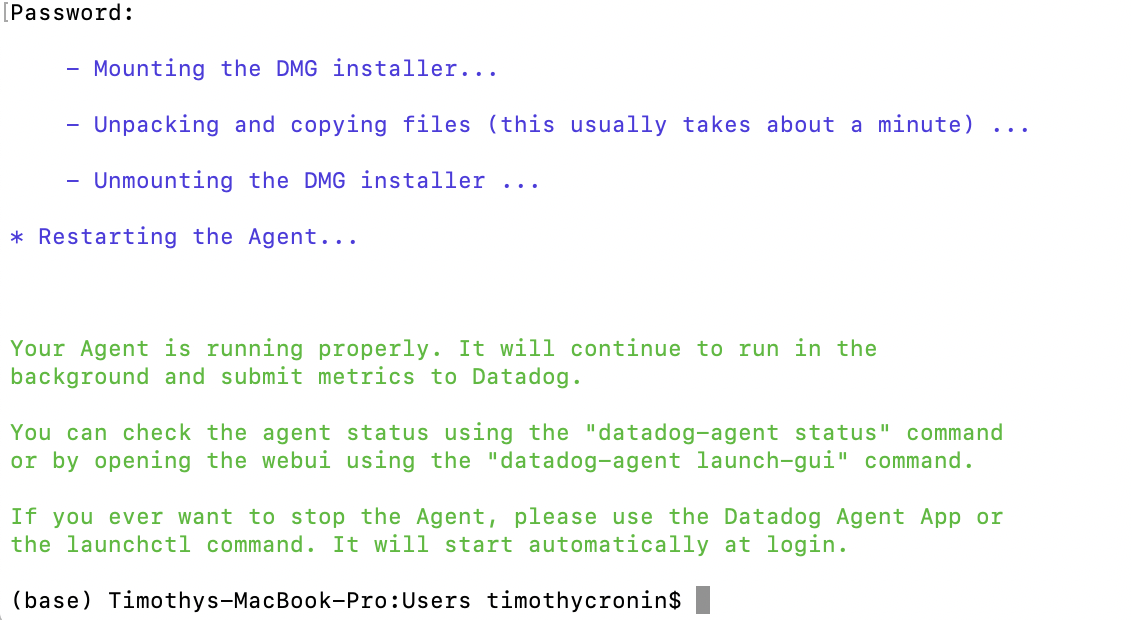 [Password:
- Mounting the DMG installer...
- Unpacking and copying files (this usually takes about a minute) ...
- Unmounting the DMG installer ...
* Restarting the Agent...
Your Agent is running properly. It will continue to run in the
background and submit metrics to Datadog.
You can check the agent status using the "datadog-agent status" command
or by opening the webui using the "datadog-agent launch-gui" command.
If you ever want to stop the Agent, please use the Datadog Agent App or
the launchctl command. It will start automatically at login.
(base) Timothys-MacBook-Pro:Users timothycronin$